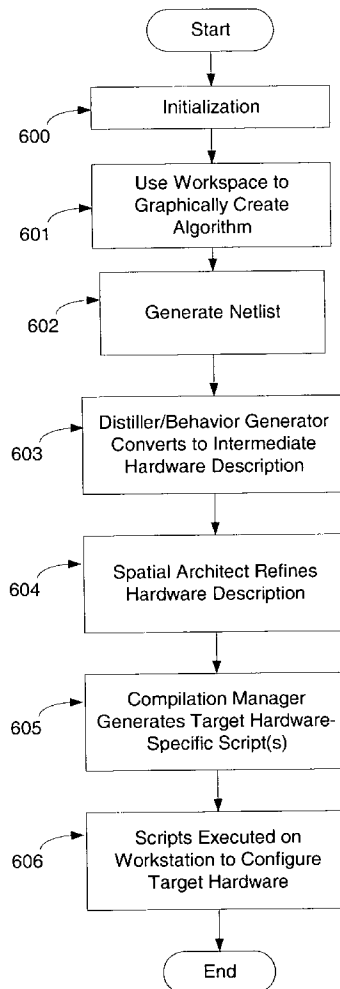 Start
Initialization
600
Use Workspace to
Graphically Create
Algorithm
601
Generate Netlist
602
Distiller/Behavior Generator
Converts to Intermediate
Hardware Description
603
Spatial Architect Refines
Hardware Description
604
Compilation Manager
Generates Target Hardware-
Specific Script(s)
605
Scripts Executed on
Workstation to Configure
Target Hardware
606
End